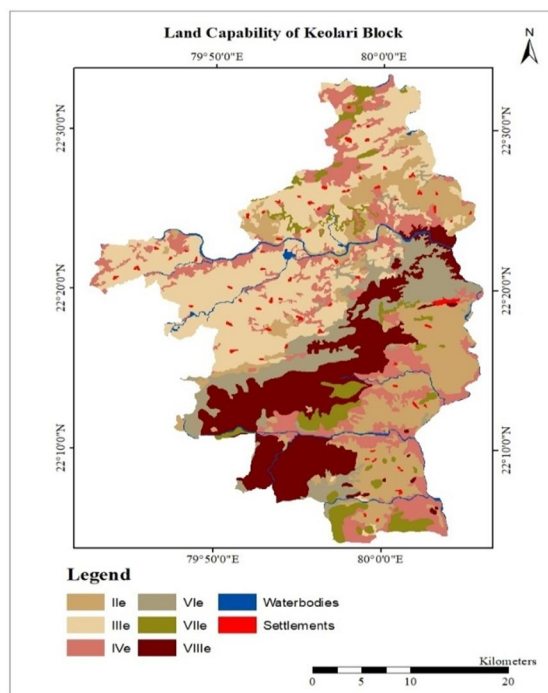 Land Capability of Keolari Block
N
79°50'0"E 80°0'0"E
22°30'0"N 22°30'0"N
22°20'0"N 22°20'0"N
22°10'0"N 22°10'0"N
79°50'0"E 80°0'0"E
Legend
IIe VIe Waterbodies
IIIe VIIe Settlements
IVe VIIIe
Kilometers
0 5 10 20